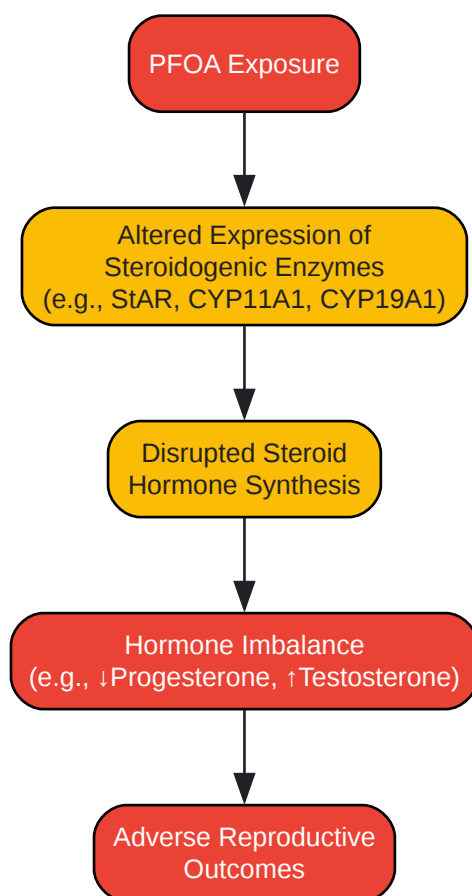 PFOA Exposure
Altered Expression of
Steroidogenic Enzymes
(e.g., StAR, CYP11A1, CYP19A1)
Disrupted Steroid
Hormone Synthesis
Hormone Imbalance
(e.g., ↓Progesterone, ↑Testosterone)
Adverse Reproductive
Outcomes